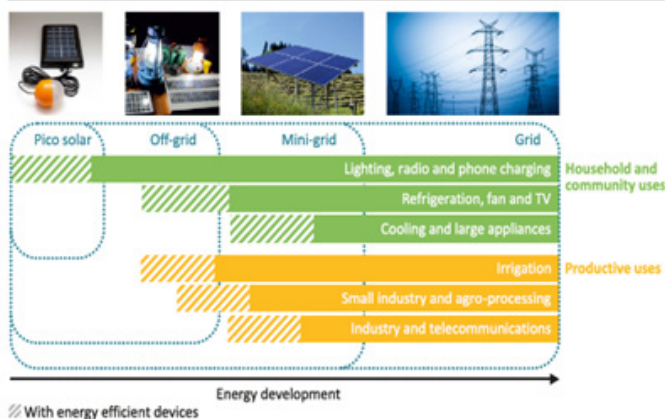 Pico solar
Off-grid
Mini-grid
Grid
Lighting, radio and phone charging
Household and
community uses
Refrigeration, fan and TV
Cooling and large appliances
Irrigation
Productive uses
Small industry and agro-processing
Industry and telecommunications
Energy development
With energy efficient devices